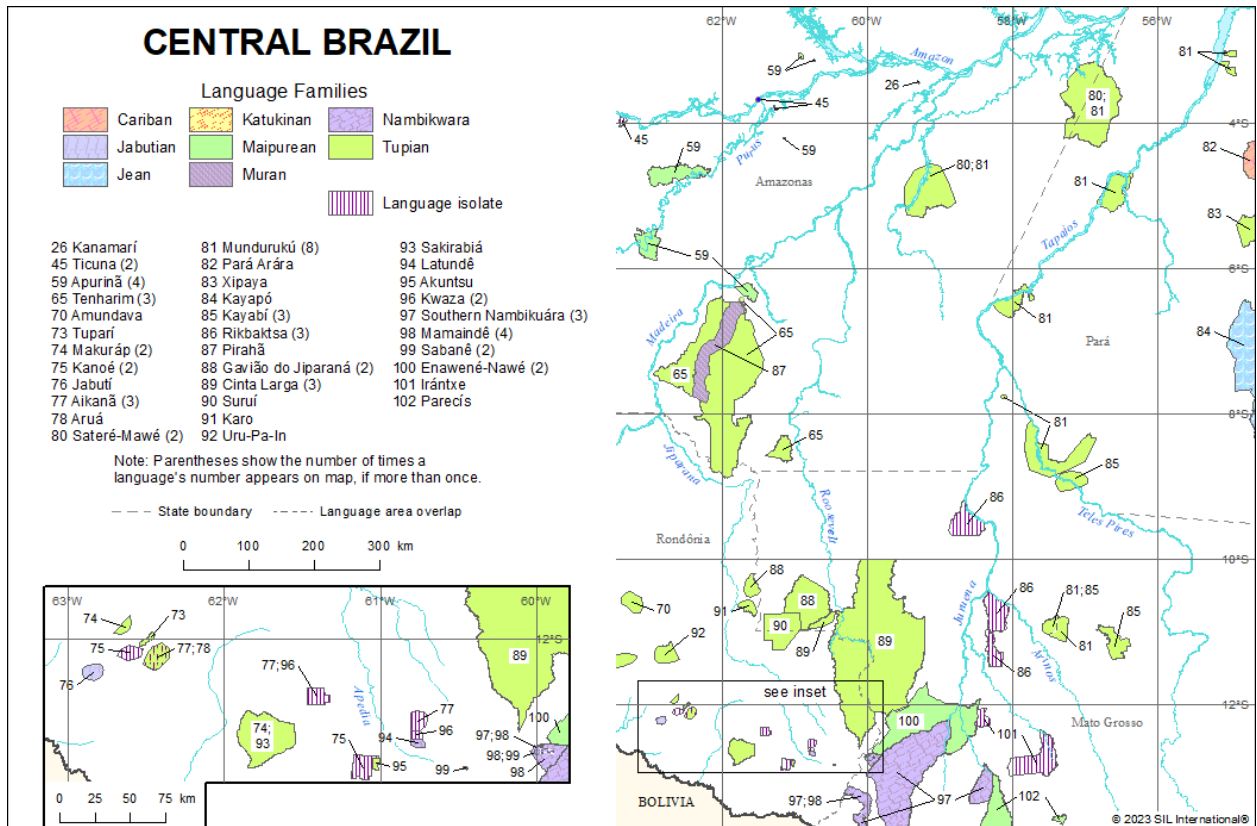 CENTRAL BRAZIL
Language Families
Cariban
Katukinan
Nambikwara
Jabutian
Maipurean
Tupian
Jean
Muran
Language isolate
26 Kanamarí
45 Ticuna (2)
59 Apurinã (4)
65 Tenharim (3)
70 Amundava
73 Tuparí
74 Makuráp (2)
75 Kanoé (2)
76 Jabutí
77 Aikanã (3)
78 Aruá
80 Sateré-Mawé (2)
81 Mundurukú (8)
82 Pará Arára
83 Xipaya
84 Kayapó
85 Kayabí (3)
86 Rikbaktsa (3)
87 Pirahã
88 Gavião do Jiparaná (2)
89 Cinta Larga (3)
90 Suruí
91 Karo
92 Uru-Pa-In
93 Sakirabiá
94 Latundê
95 Akuntsu
96 Kwaza (2)
97 Southern Nambikuára (3)
98 Mamaindê (4)
99 Sabanê (2)
100 Enawené-Nawé (2)
101 Irántxe
102 Parecís
Note: Parentheses show the number of times a
language's number appears on map, if more than once.
State boundary
Language area overlap
0 100 200 300 km
63°W
62°W
61°W
60°W
12°S
74
73
75
77;78
76
77;96
Apedia
89
77
96
94
74;
93
75
95
99
100
97;98
98;99
98
0 25 50 75 km
62°W
60°W
58°W
56°W
Amazon
59
26
81
45
80;
81
4°S
45
Purus
59
59
Amazonas
80;81
82
81
83
59
Tapajos
6°S
Madeira
65
81
84
Pará
87
65
81
8°S
65
Jiparana
85
Roosevelt
86
Teles Pires
Rondônia
10°S
88
88
86
81;85
70
91
90
89
Juruena
85
92
89
81
86
Arinos
see inset
12°S
100
Mato Grosso
101
BOLIVIA
97;98
97
102
© 2023 SIL International®